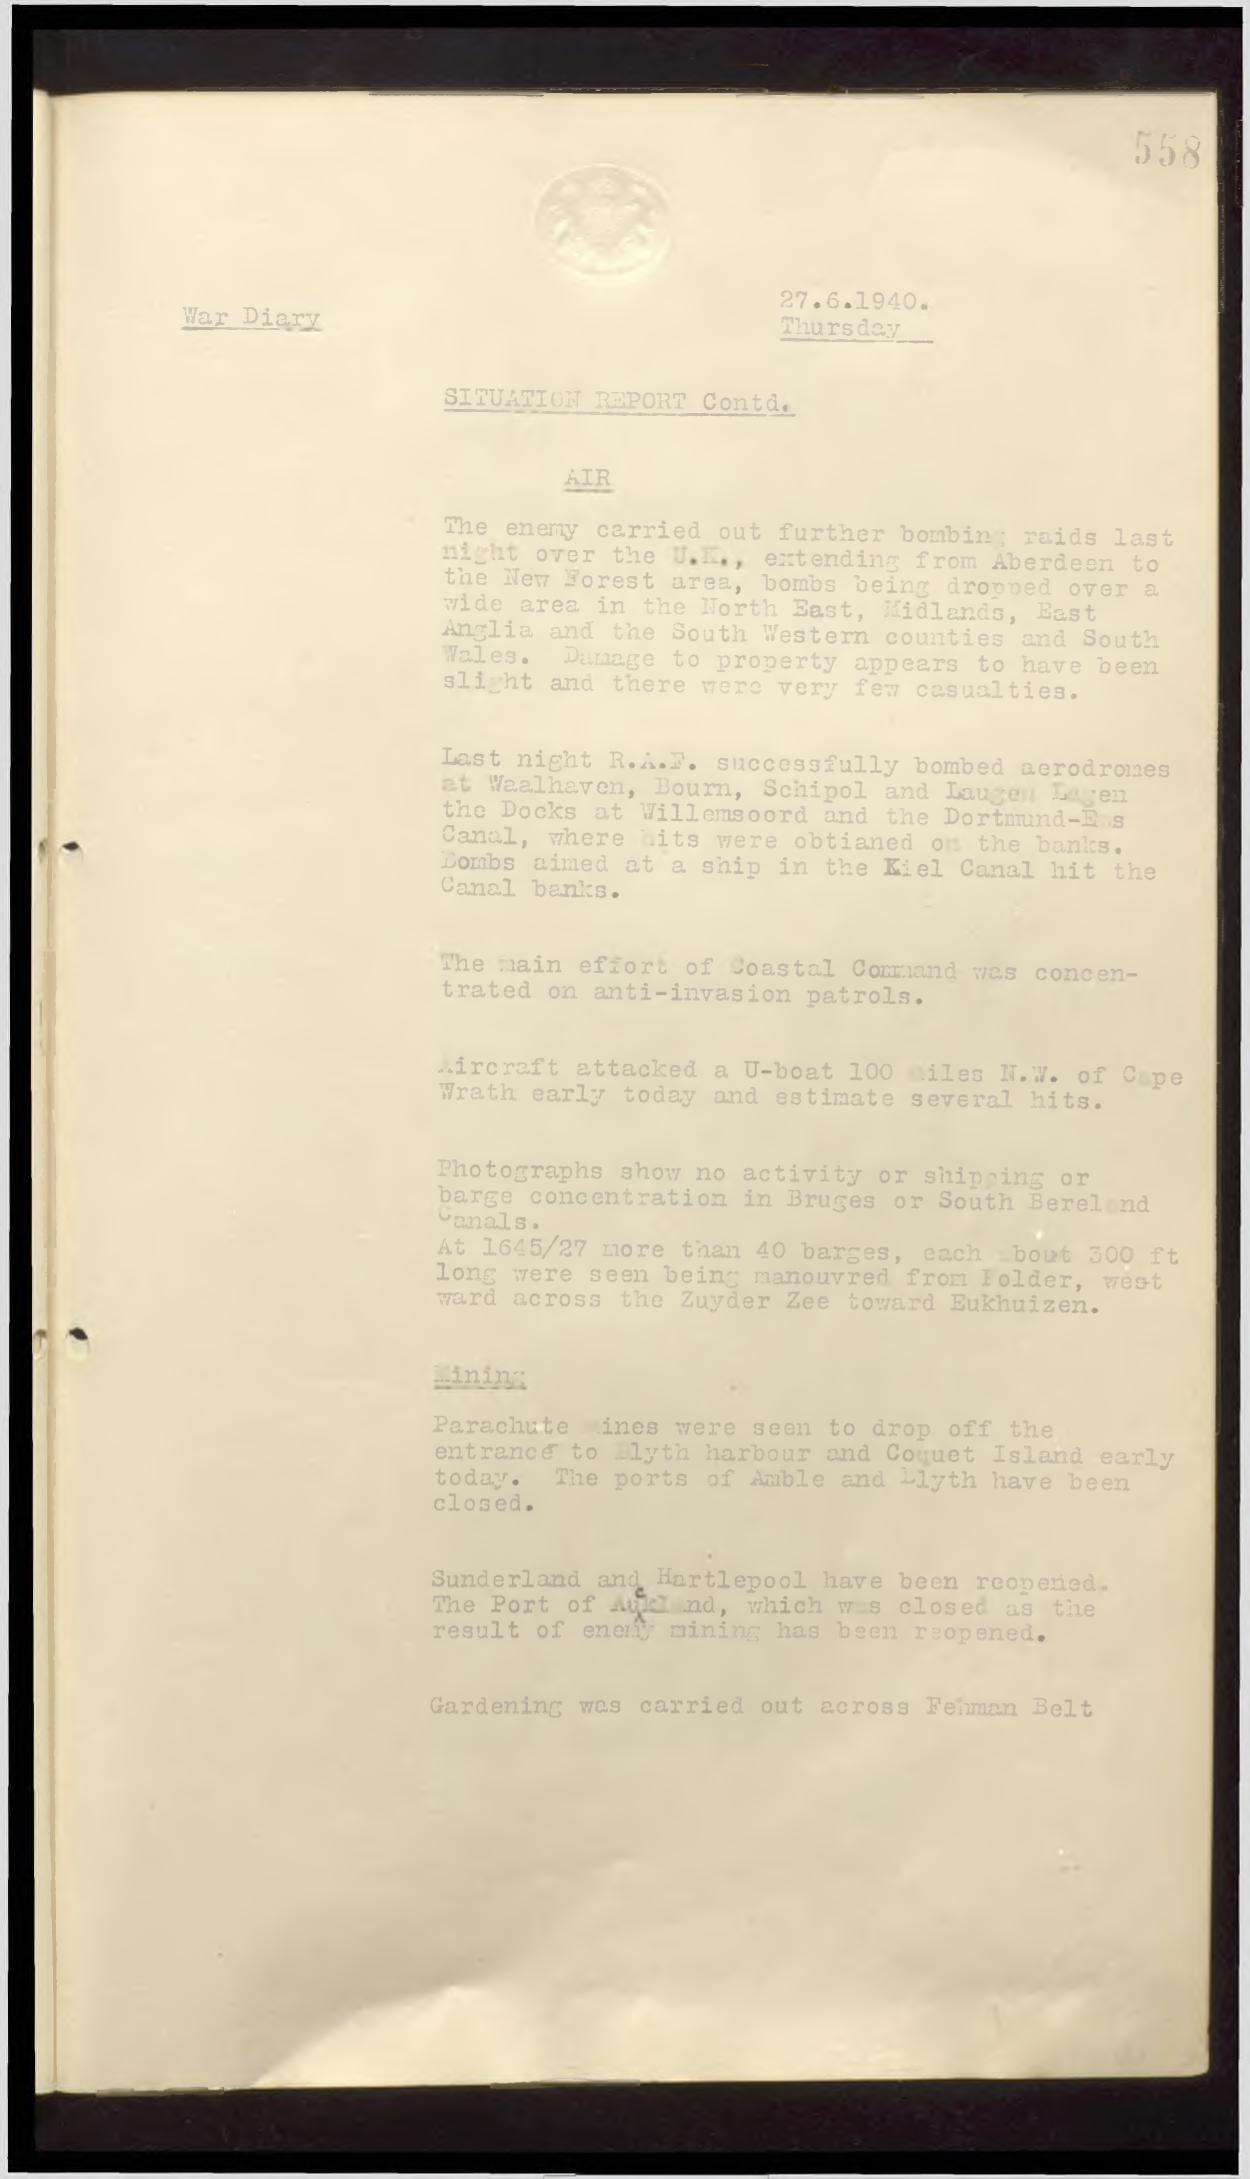 558
War Diary
27.6.1940.
Thursday
SITUATION REPORT Contd.
AIR
The enemy carried out further bombing raids last
night over the U.K., extending from Aberdeen to
the New Forest area, bombs being dropped over a
wide area in the North East, Midlands, East
Anglia and the South Western counties and South
Wales. Damage to property appears to have been
slight and there were very few casualties.
Last night R.A.F. successfully bombed aerodromes
at Waalhaven, Bourn, Schipol and
the Docks at Willemsoord and the Dortmund-Ems
Canal, where hits were obtianed on the banks.
Bombs aimed at a ship in the Kiel Canal hit the
Canal banks.
The main effort of Coastal Command was concen-
trated on anti-invasion patrols.
Aircraft attacked a U-boat 100 miles N.W. of Cape
Wrath early today and estimate several hits.
Photographs show no activity or shipping or
barge concentration in Bruges or South Bereland
Canals.
At 1645/27 more than 40 barges, each about 300 ft
long were seen being manouvred from Polder, west
ward across the Zuyder Zee toward Eukhuizen.
Mining
Parachute mines were seen to drop off the
entrance to Blyth harbour and Coquet Island early
today. The ports of Amble and Blyth have been
closed.
Sunderland and Hartlepool have been reopened.
The Port of Auckland, which was closed as the
result of enemy mining has been reopened.
Gardening was carried out across Fehman Belt